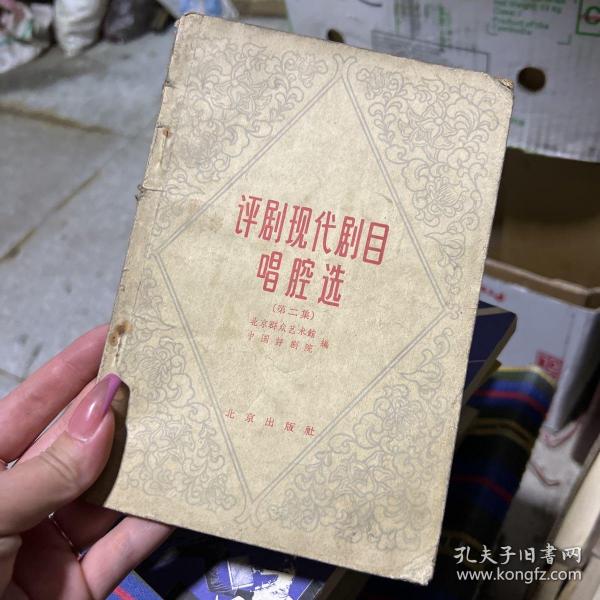 评剧现代剧目
唱腔选
(第二集)
北京群众艺术馆
中国评剧院 编
北京出版社
孔夫子旧书网
www.kongfz.com